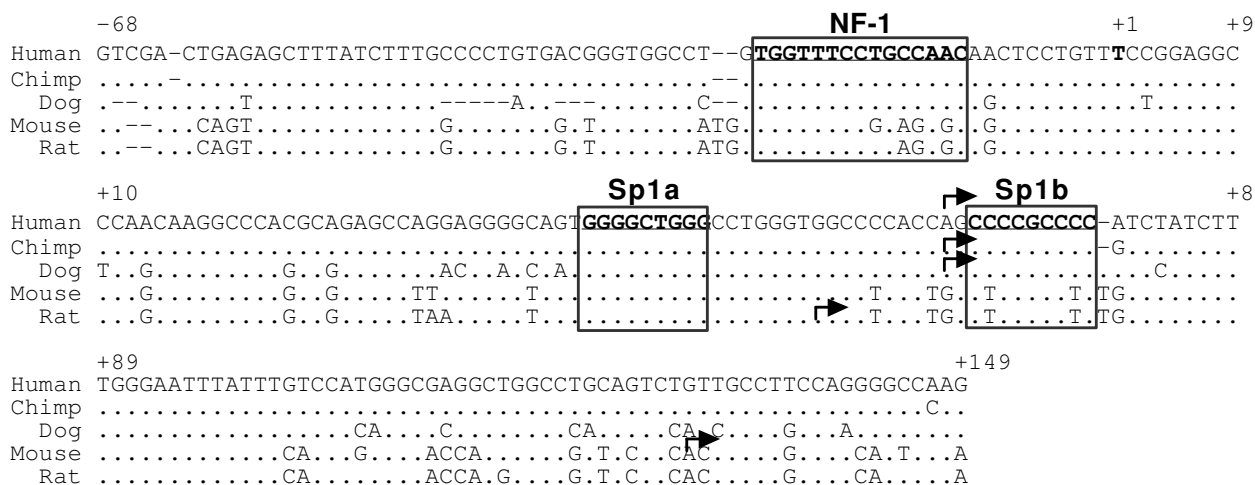 -68 NF-1 +1 +9
Human GTCGA-CTGAGAGCTTTATCTTTGCCCCTGTGACGGGTGGCCT--GTGGTTTCCTGCCAACAACTCCTGTTTCCGGAGGC
Chimp .....-.....................................--...................................
Dog .--.......T.............-----A..---.......C--.................G..........T......
Mouse ..--...CAGT.............G.......G.T.......ATG.........G.AG.G..G.................
Rat ..--...CAGT.............G.......G.T.......ATG...........AG.G..G.................
+10 Sp1a Sp1b +8
Human CCAACAAGGCCCACGCAGAGCCAGGAGGGGCAGTGGGGCTGGGCCTGGGTGGCCCCACCAGCCCCGCCCC-ATCTATCTT
Chimp ......................................................................-G........
Dog T..G.........G..G.......AC..A.C.A.........................................C.....
Mouse ...G.........G..G.....TT......T.......................T...TG..T.....T.TG........
Rat ...G.........G..G.....TAA.....T.......................T...TG..T.....T.TG........
+89 +149
Human TGGGAATTTATTTGTCCATGGGCGAGGCTGGCCTGCAGTCTGTTGCCTTCCAGGGGCCAAG
Chimp ..........................................................C..
Dog ..................CA....C........CA.....CA.C....G...A........
Mouse .............CA...G....ACCA......G.T.C..CAC.....G....CA.T...A
Rat .............CA........ACCA.G....G.T.C..CAC.....G....CA.....A